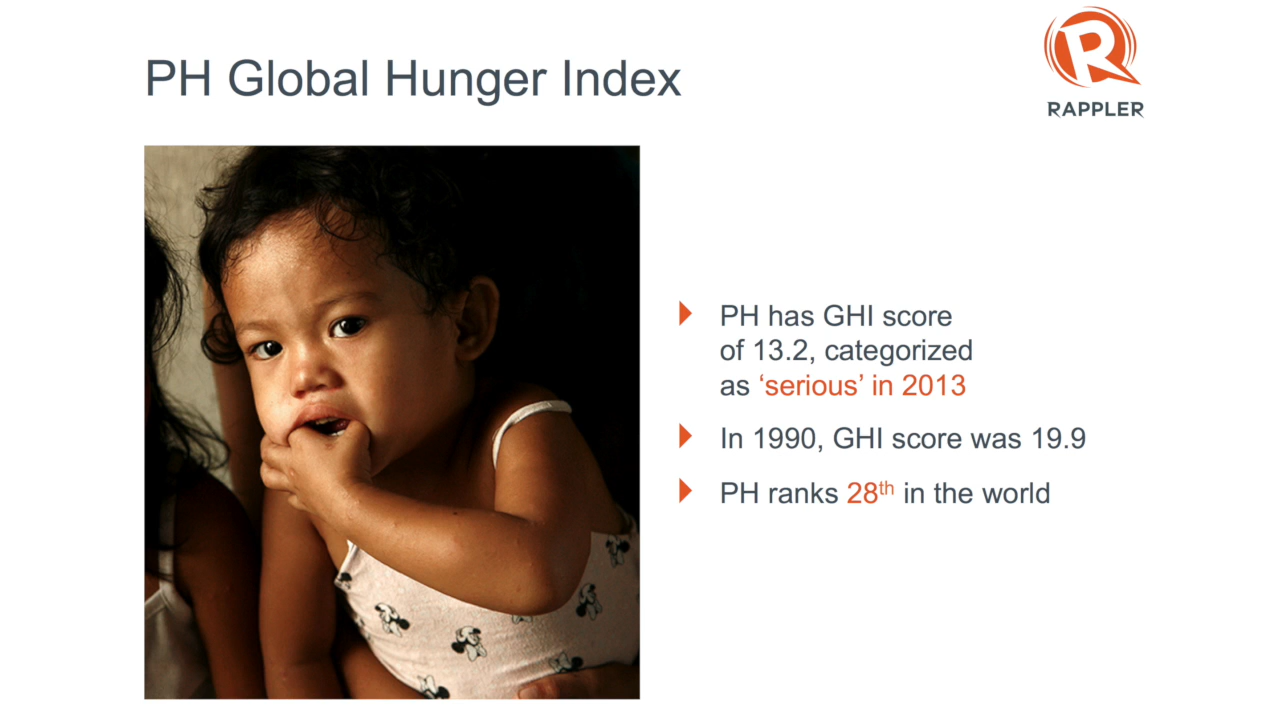 PH Global Hunger Index
RAPPLER
PH has GHI score
of 13.2, categorized
as ‘serious’ in 2013
In 1990, GHI score was 19.9
PH ranks 28th in the world